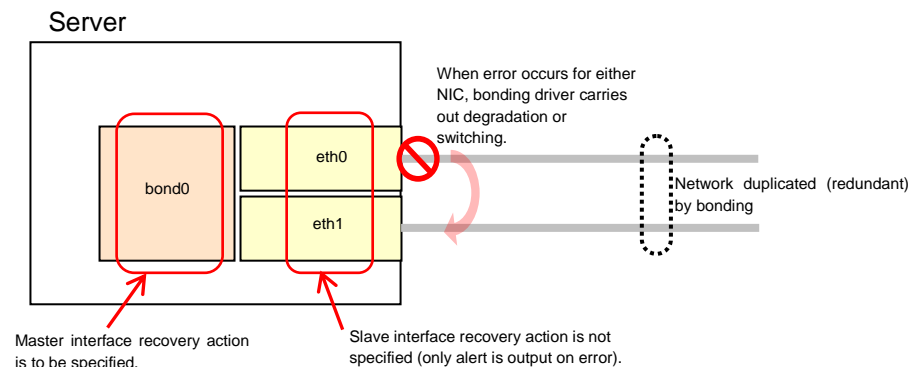 Server
When error occurs for either
NIC, bonding driver carries
out degradation or
switching.
eth0
bond0
eth1
Network duplicated (redundant)
by bonding
Master interface recovery action
is to be specified.
Slave interface recovery action is not
specified (only alert is output on error).